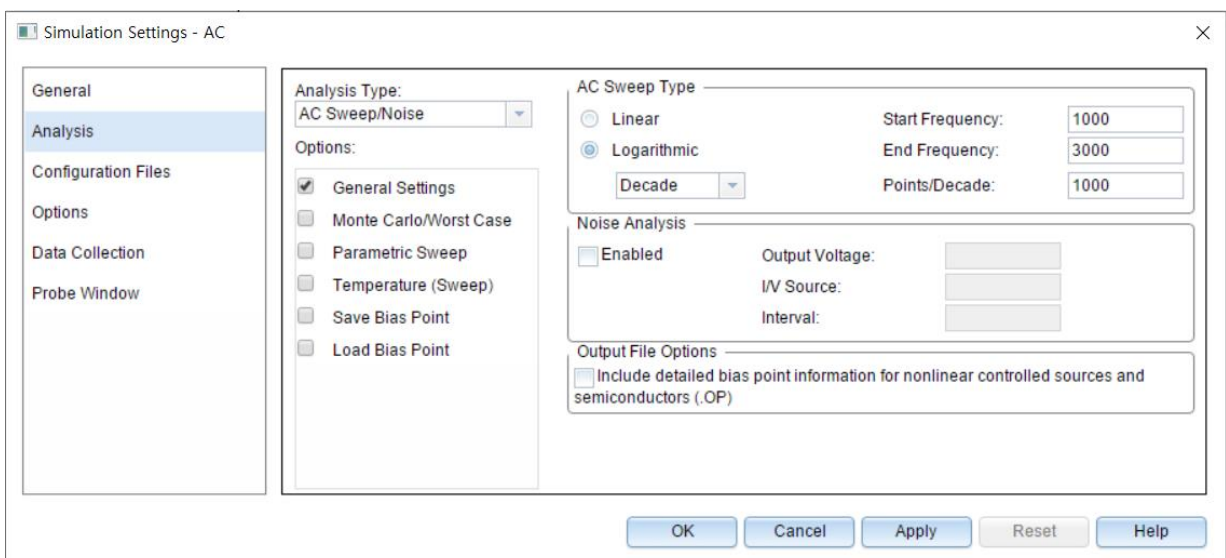 Simulation Settings - AC
General
Analysis
Configuration Files
Options
Data Collection
Probe Window
Analysis Type:
AC Sweep/Noise
Options:
General Settings
Monte Carlo/Worst Case
Parametric Sweep
Temperature (Sweep)
Save Bias Point
Load Bias Point
AC Sweep Type
Linear
Logarithmic
Decade
Start Frequency: 1000
End Frequency: 3000
Points/Decade: 1000
Noise Analysis
Enabled
Output Voltage:
I/V Source:
Interval:
Output File Options
Include detailed bias point information for nonlinear controlled sources and
semiconductors (.OP)
OK Cancel Apply Reset Help